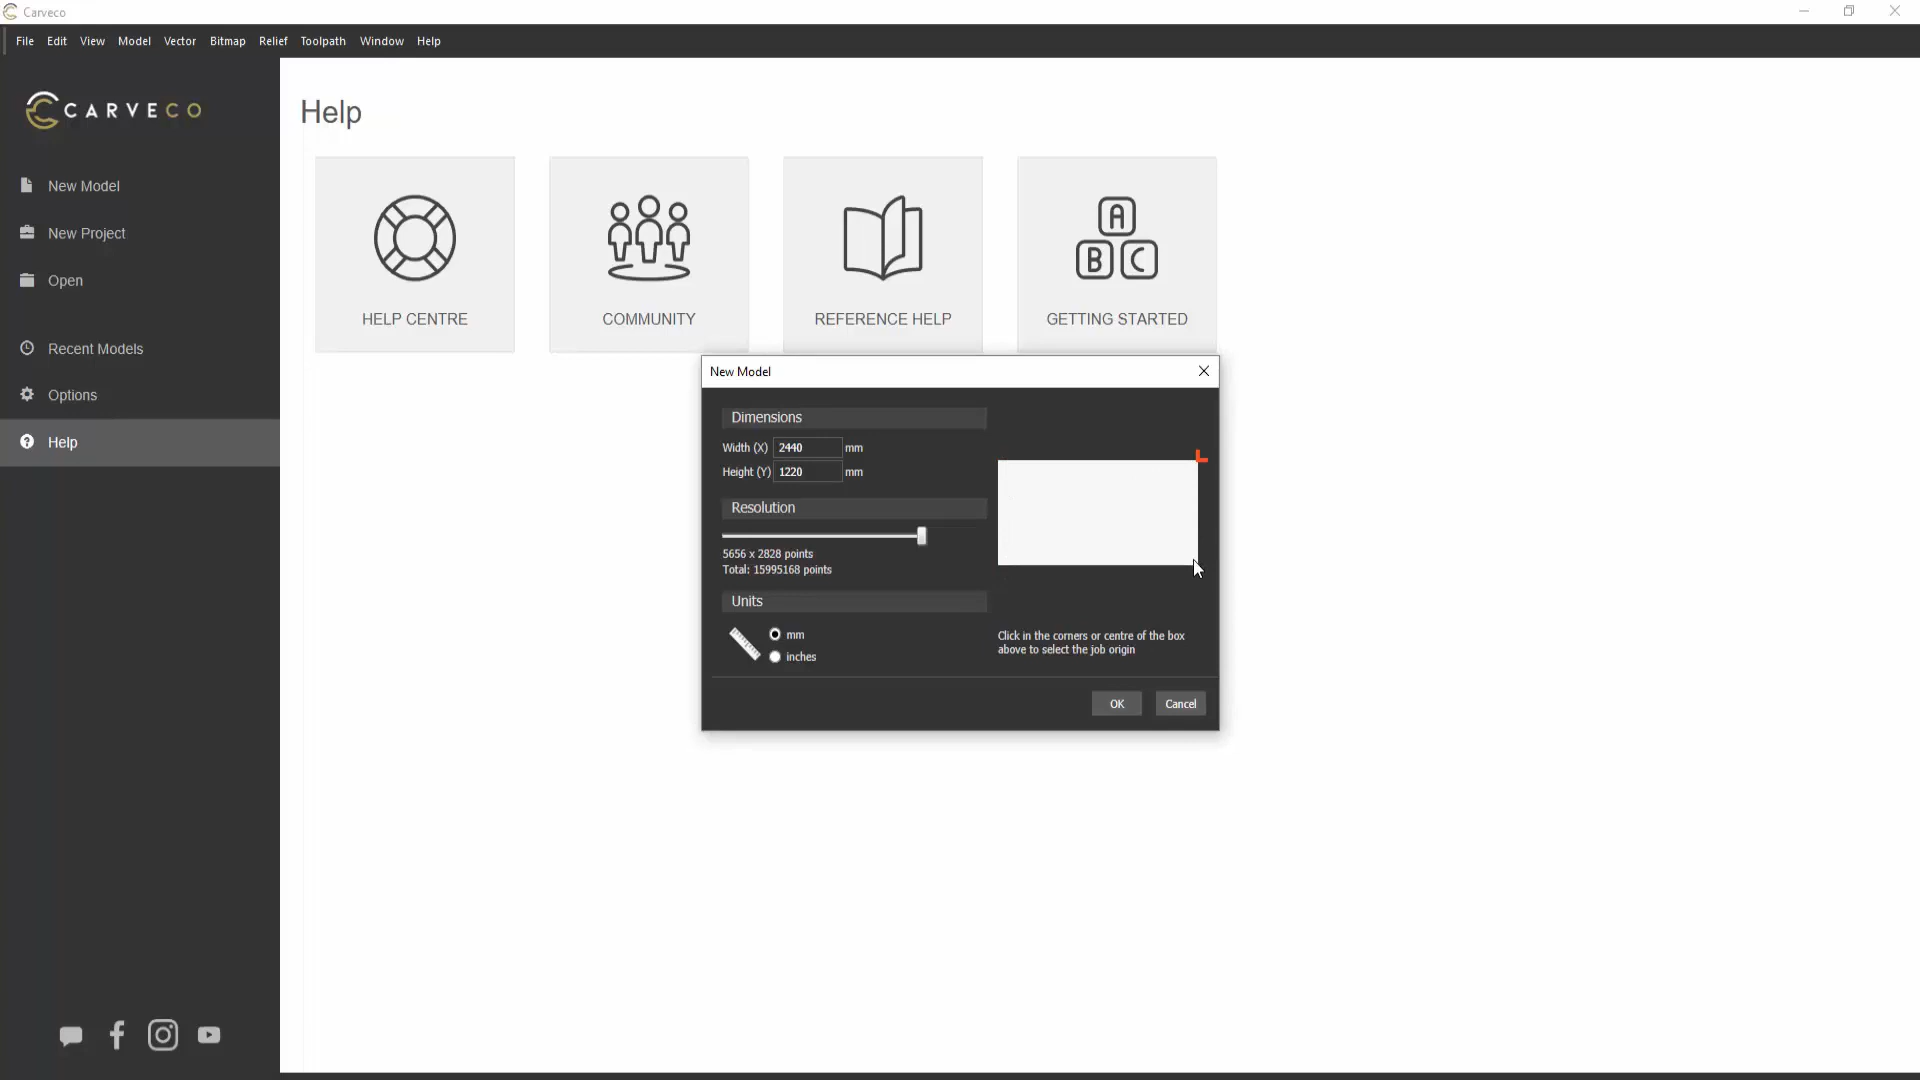 Carveco
File Edit View Model Vector Bitmap Relief Toolpath Window Help
CARVECO
New Model
New Project
Open
Recent Models
Options
Help
Help
HELP CENTRE
COMMUNITY
A
B C
REFERENCE HELP
GETTING STARTED
New Model
Dimensions
Width (X) 2440 mm
Height (Y) 1220 mm
Resolution
5656 x 2828 points
Total: 15995168 points
Units
mm
inches
Click in the corners or centre of the box
above to select the job origin
OK Cancel